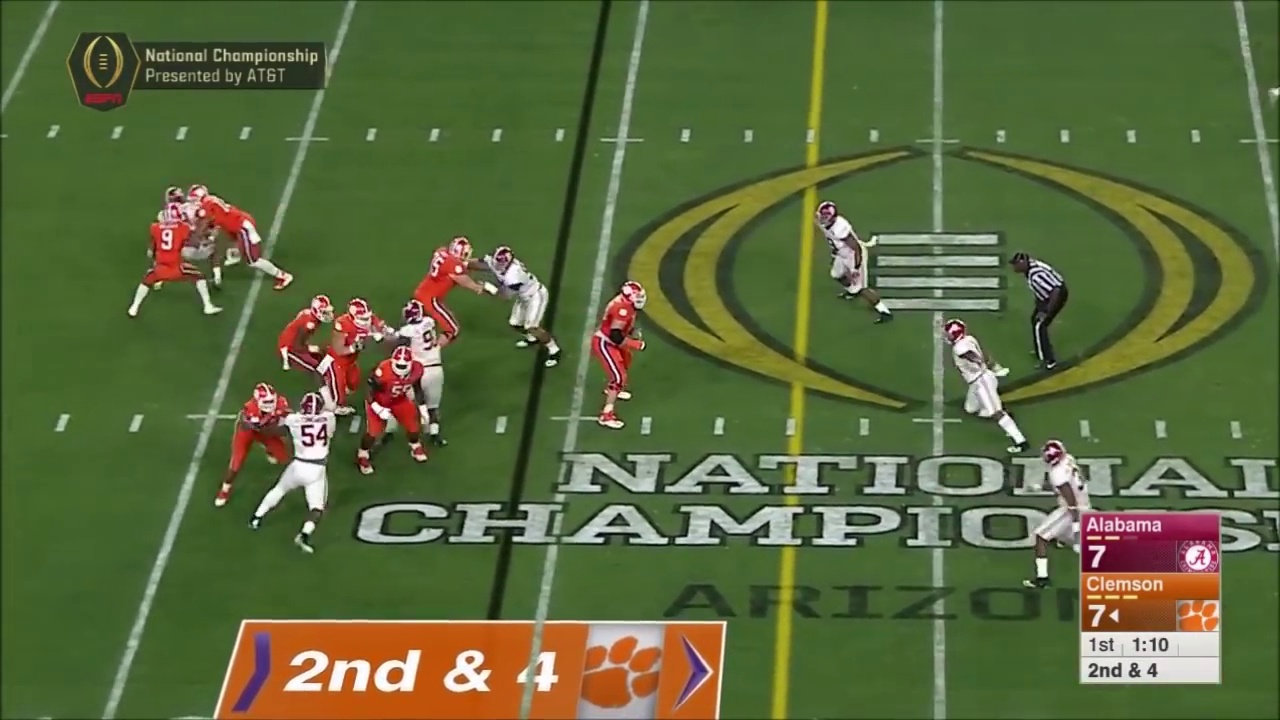 National Championship
Presented by AT&T
ESPN
9
54
NATIONAL
CHAMPIONS
ARIZON
Alabama
7
A
Clemson
7
1st 1:10
2nd & 4
2nd & 4